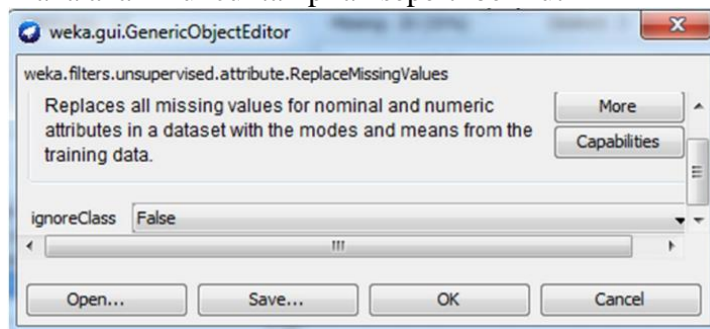 weka.gui.GenericObjectEditor
weka.filters.unsupervised.attribute.ReplaceMissingValues
Replaces all missing values for nominal and numeric
attributes in a dataset with the modes and means from the
training data.
More
Capabilities
ignoreClass False
Open... Save... OK Cancel